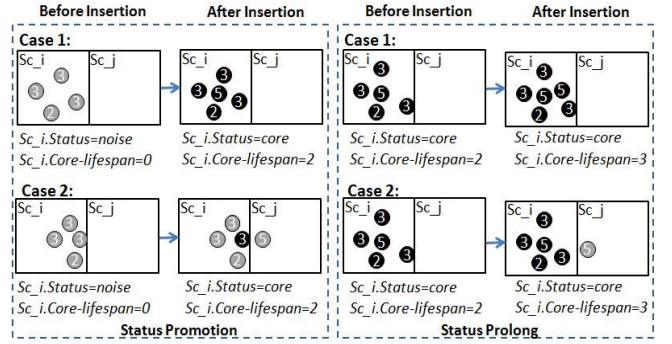 Before Insertion After Insertion Before Insertion After Insertion
Case 1: Case 1:
Sc_i Sc_j Sc_i Sc_j Sc_i Sc_j Sc_i Sc_j
3 3 3 2 3 3 5 3 2 3 3 5 3 2 3 3 5 5 3 2
Sc_i.Status=noise Sc_i.Status=core Sc_i.Status=core Sc_i.Status=core
Sc_i.Core-lifespan=0 Sc_i.Core-lifespan=2 Sc_i.Core-lifespan=2 Sc_i.Core-lifespan=3
Case 2: Case 2:
Sc_i Sc_j Sc_i Sc_j Sc_i Sc_j Sc_i Sc_j
3 3 3 2 3 3 3 5 2 3 3 5 3 2 3 3 5 3 5 2
Sc_i.Status=noise Sc_i.Status=core Sc_i.Status=core Sc_i.Status=core
Sc_i.Core-lifespan=0 Sc_i.Core-lifespan=2 Sc_i.Core-lifespan=2 Sc_i.Core-lifespan=3
Status Promotion Status Prolong